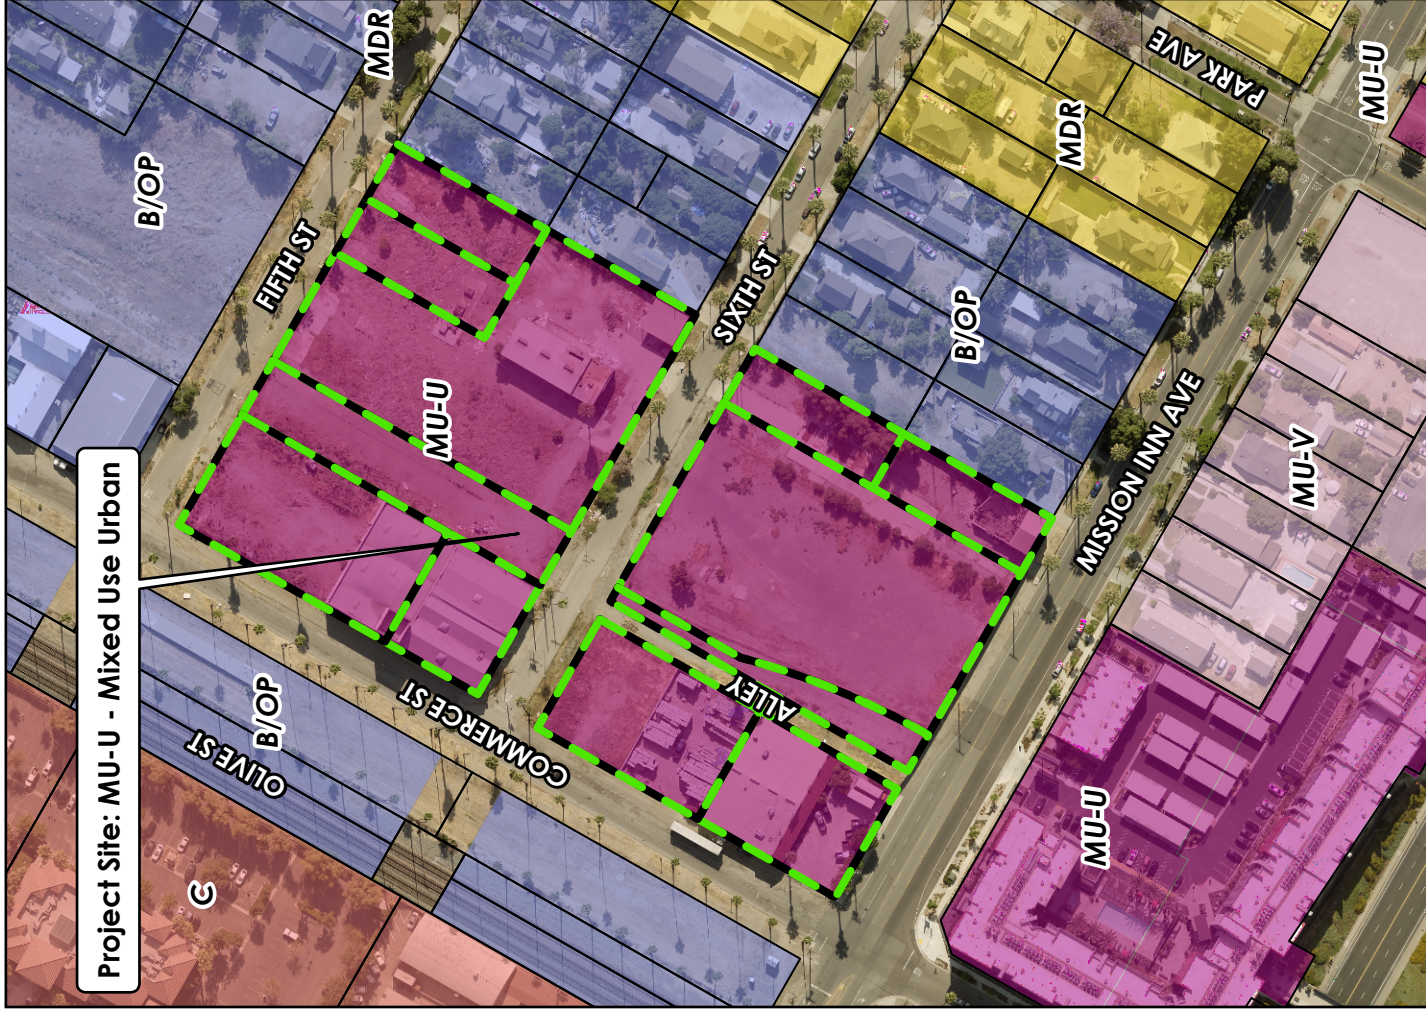 Project Site: MU-U - Mixed Use Urban
B/OP
MDR
FIFTH ST
MU-U
SIXTH ST
B/OP
MDR
PARK AVE
MU-U
MISSION INN AVE
MU-V
ALLEY
COMMERCE ST
B/OP
OLIVE ST
C
MU-U